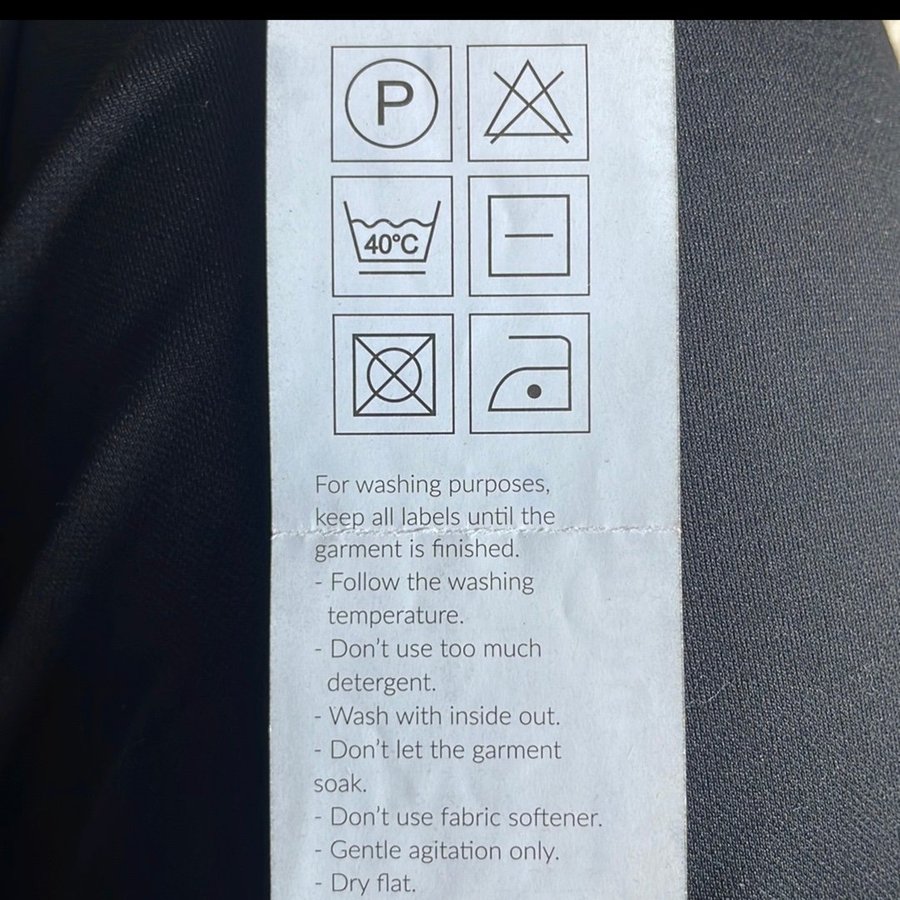 P
40°C
For washing purposes,
keep all labels until the
garment is finished.
- Follow the washing
temperature.
- Don't use too much
detergent.
- Wash with inside out.
- Don't let the garment
soak.
- Don't use fabric softener.
- Gentle agitation only.
- Dry flat.